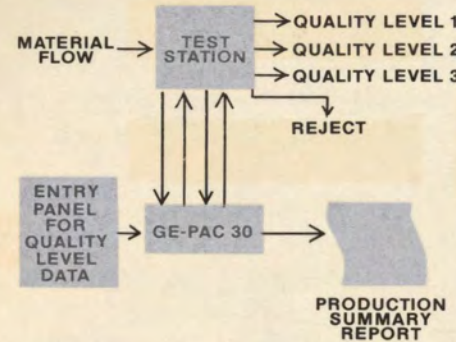 MATERIAL
FLOW
TEST
STATION
QUALITY LEVEL 1
QUALITY LEVEL 2
QUALITY LEVEL 3
REJECT
ENTRY
PANEL
FOR
QUALITY
LEVEL
DATA
GE-PAC 30
PRODUCTION
SUMMARY
REPORT